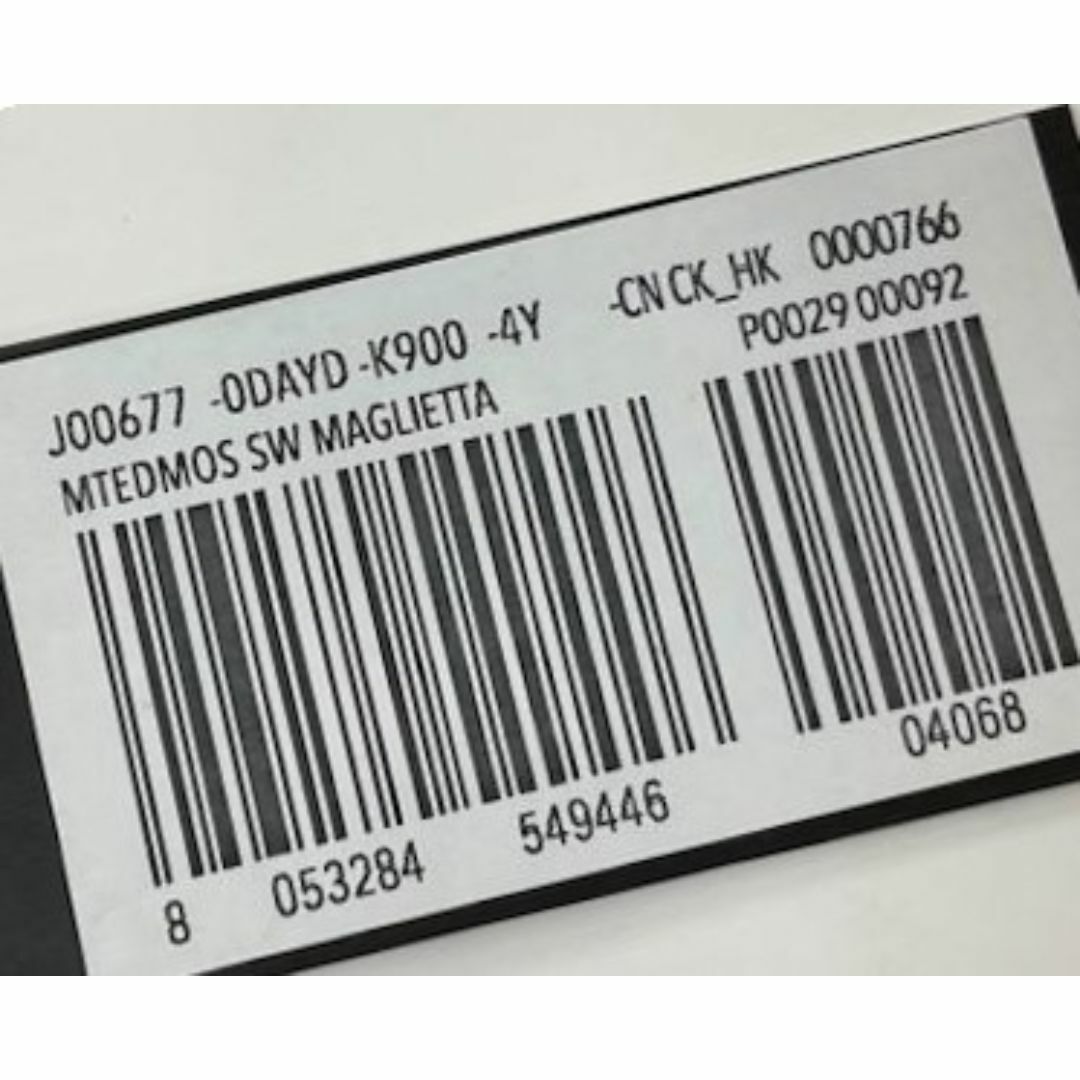 J00677 -0DAYD -K900 -4Y -CN CK_HK 0000766
MTEDMOS SW MAGLIETTA P0029 00092
8 053284 549446 04068